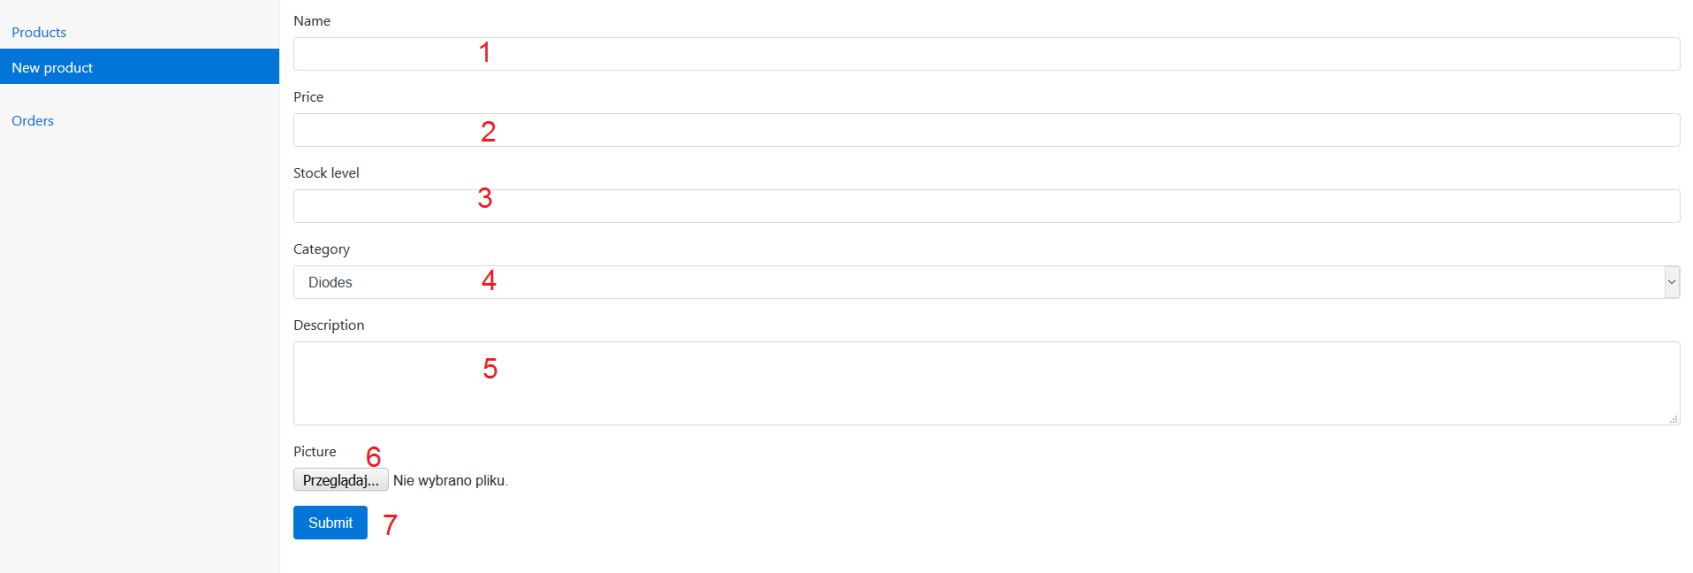 Products
New product
Orders
Name
1
Price
2
Stock level
3
Category
Diodes
4
Description
5
Picture
6
Przeglądaj... Nie wybrano pliku.
Submit
7